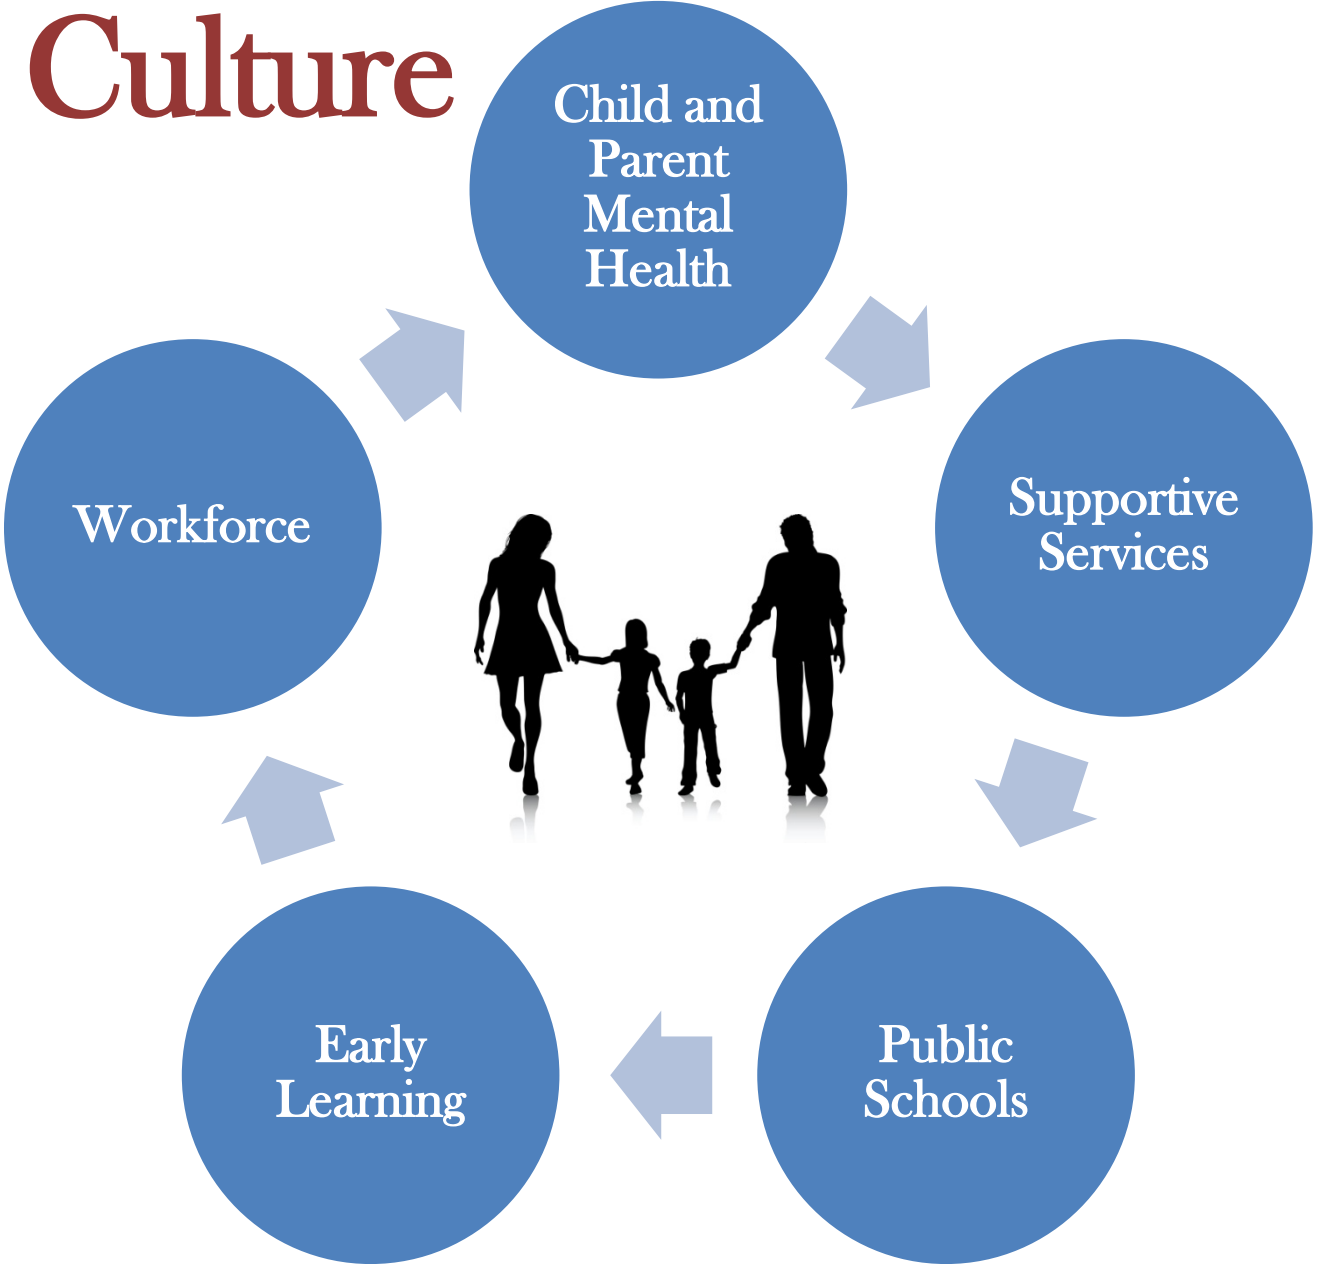 Culture
Child and
Parent
Mental
Health
Supportive
Services
Public
Schools
Early
Learning
Workforce